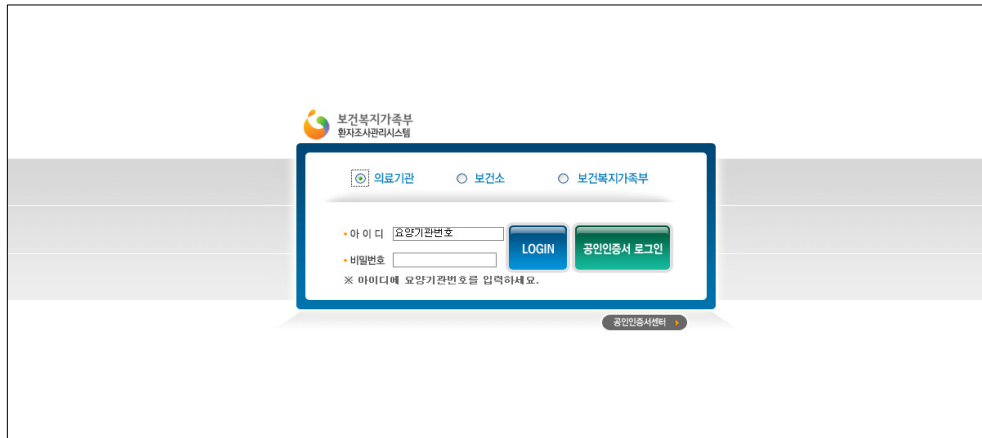 보건복지가족부
환자조사관리시스템
의료기관 보건소 보건복지가족부
아 이 디 요양기관번호
비밀번호
LOGIN 공인인증서 로그인
※ 아이디에 요양기관번호를 입력하세요.
공인인증서센터